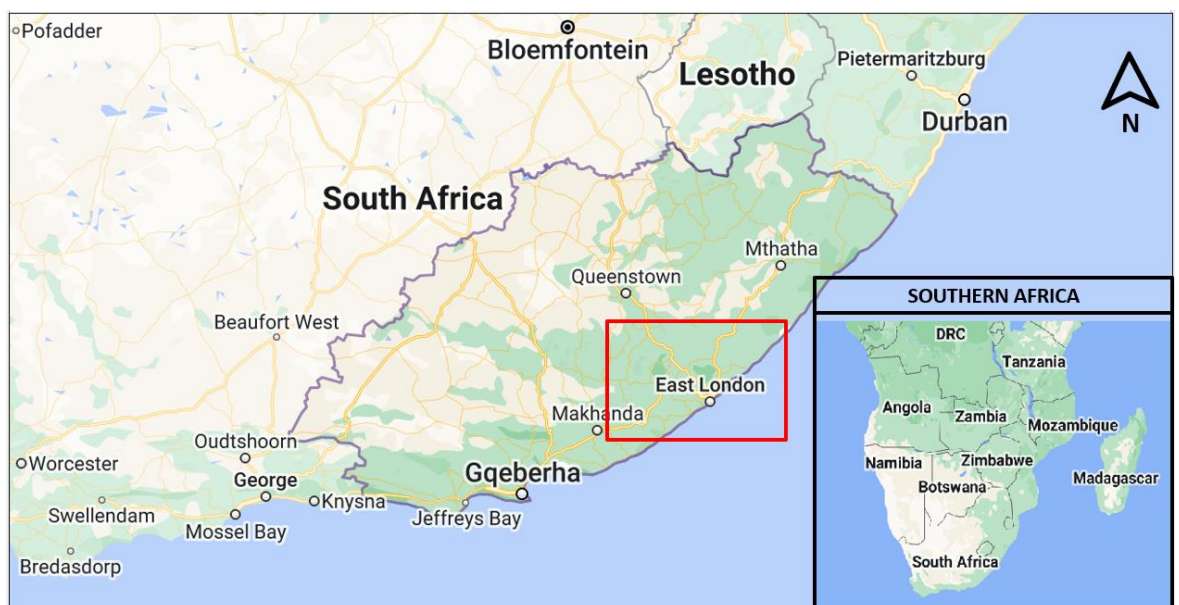 Pofadder
Bloemfontein
Lesotho
Pietermaritzburg
Durban
N
South Africa
Mthatha
Queenstown
Beaufort West
East London
Makhanda
Oudtshoorn
Worcester
George
Gqeberha
Knysna
Swellendam
Mossel Bay
Jeffreys Bay
Bredasdorp
SOUTHERN AFRICA
DRC
Tanzania
Angola
Zambia
Mozambique
Namibia
Zimbabwe
Botswana
Madagascar
South Africa